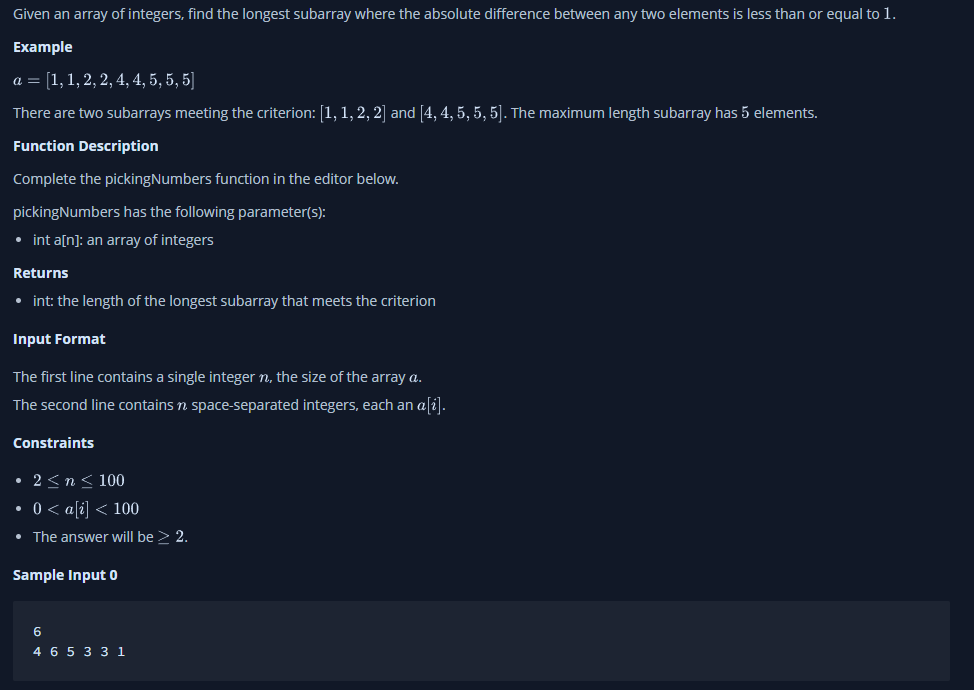 Given an array of integers, find the longest subarray where the absolute difference between any two elements is less than or equal to 1.
Example
a = [1, 1, 2, 2, 4, 4, 5, 5, 5]
There are two subarrays meeting the criterion: [1, 1, 2, 2] and [4, 4, 5, 5, 5]. The maximum length subarray has 5 elements.
Function Description
Complete the pickingNumbers function in the editor below.
pickingNumbers has the following parameter(s):
• int a[n]: an array of integers
Returns
• int: the length of the longest subarray that meets the criterion
Input Format
The first line contains a single integer n, the size of the array a.
The second line contains n space-separated integers, each an a[i].
Constraints
• 2 ≤ n ≤ 100
• 0 < a[i] < 100
• The answer will be ≥ 2.
Sample Input 0
6
4 6 5 3 3 1